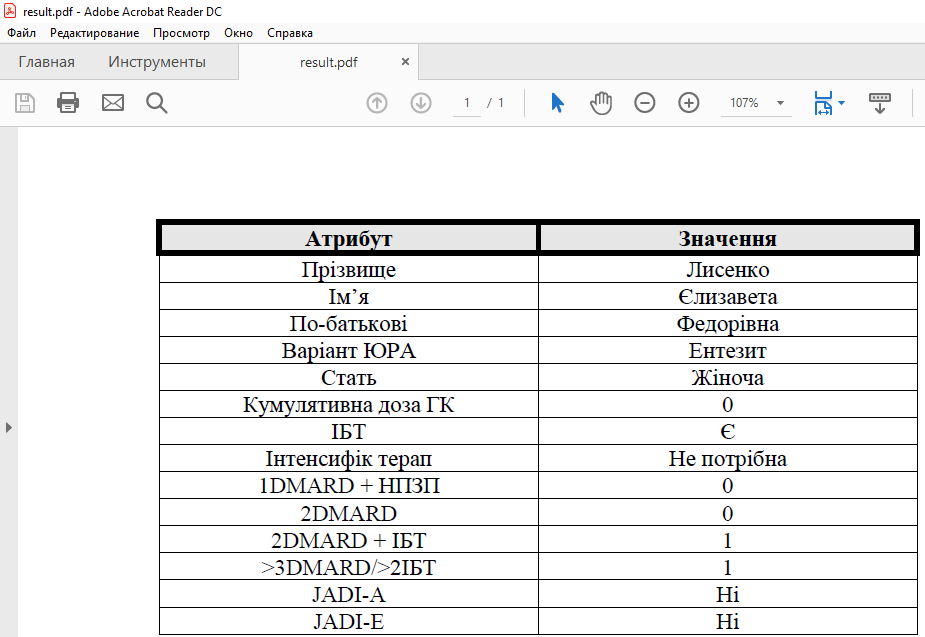 result.pdf - Adobe Acrobat Reader DC
Файл Редактирование Просмотр Окно Справка
Главная Инструменты result.pdf ×
1 / 1 107%
Атрибут Значення
Прізвище Лисенко
Ім’я Єлизавета
По-батькові Федорівна
Варіант ЮРА Ентезит
Стать Жіноча
Кумулятивна доза ГК 0
ІБТ Є
Інтенсифік терап Не потрібна
1DMARD + НПЗП 0
2DMARD 0
2DMARD + ІБТ 1
>3DMARD/>2ІБТ 1
JADI-A Ні
JADI-E Ні